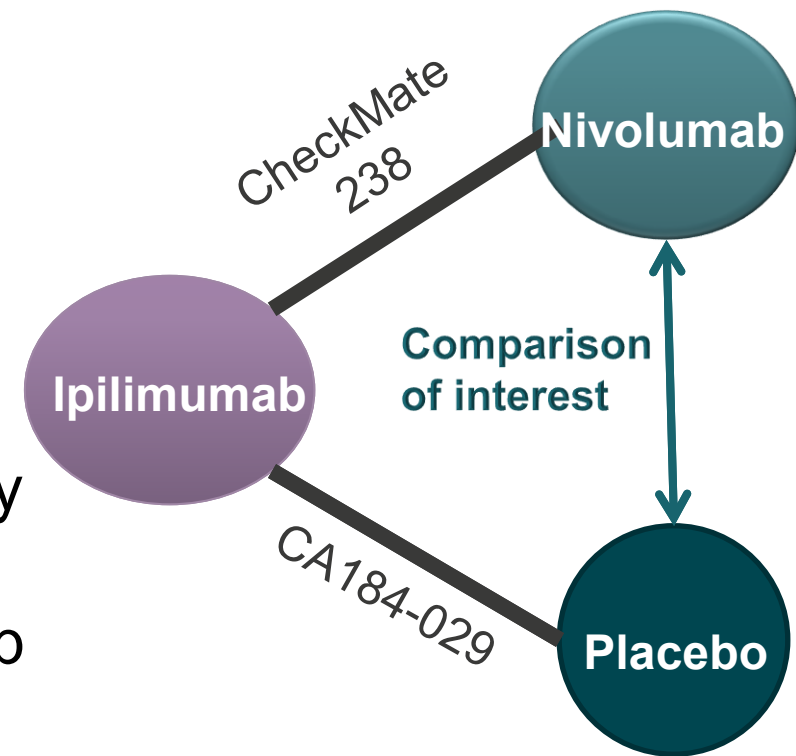 CheckMate
238
Nivolumab
Comparison
of interest
Ipilimumab
y
CA184-029
o
Placebo